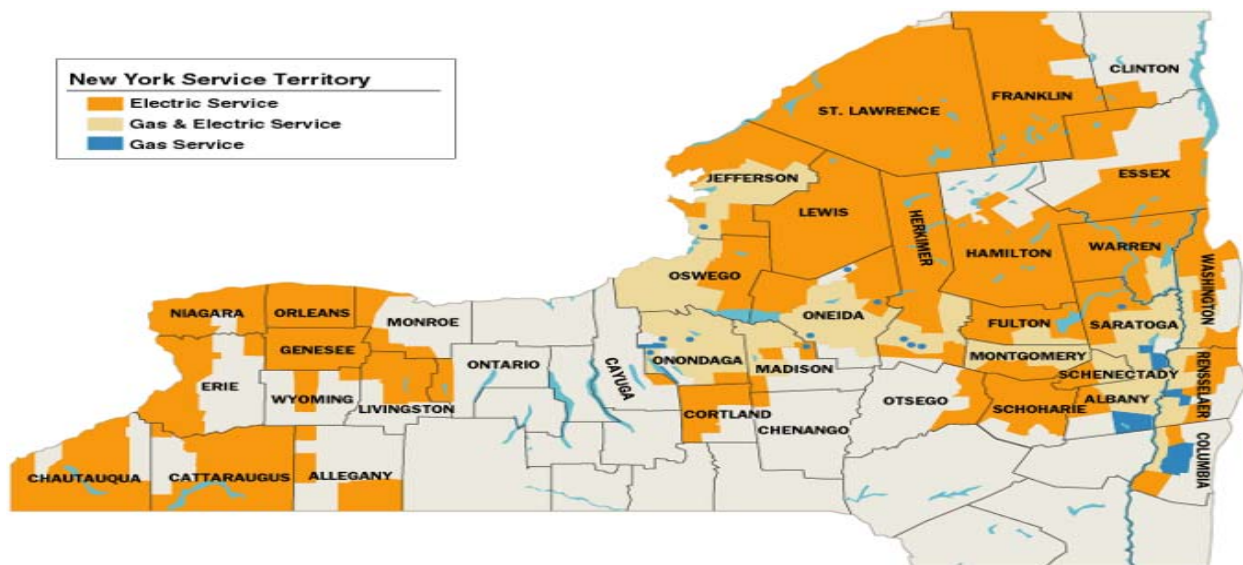 New York Service Territory
Electric Service
Gas & Electric Service
Gas Service
CLINTON
FRANKLIN
ST. LAWRENCE
JEFFERSON
ESSEX
LEWIS
HERKIMER
HAMILTON
WARREN
WASHINGTON
OSWEGO
ONEIDA
NIAGARA
ORLEANS
MONROE
FULTON
SARATOGA
GENESEE
ONTARIO
CAYUGA
ONONDAGA
MADISON
MONTGOMERY
SCHENECTADY
RENSSELAER
ERIE
WYOMING
LIVINGSTON
CORTLAND
OTSEGO
SCHOHARIE
ALBANY
CHENANGO
COLUMBIA
CHAUTAUQUA
CATTARAUGUS
ALLEGANY